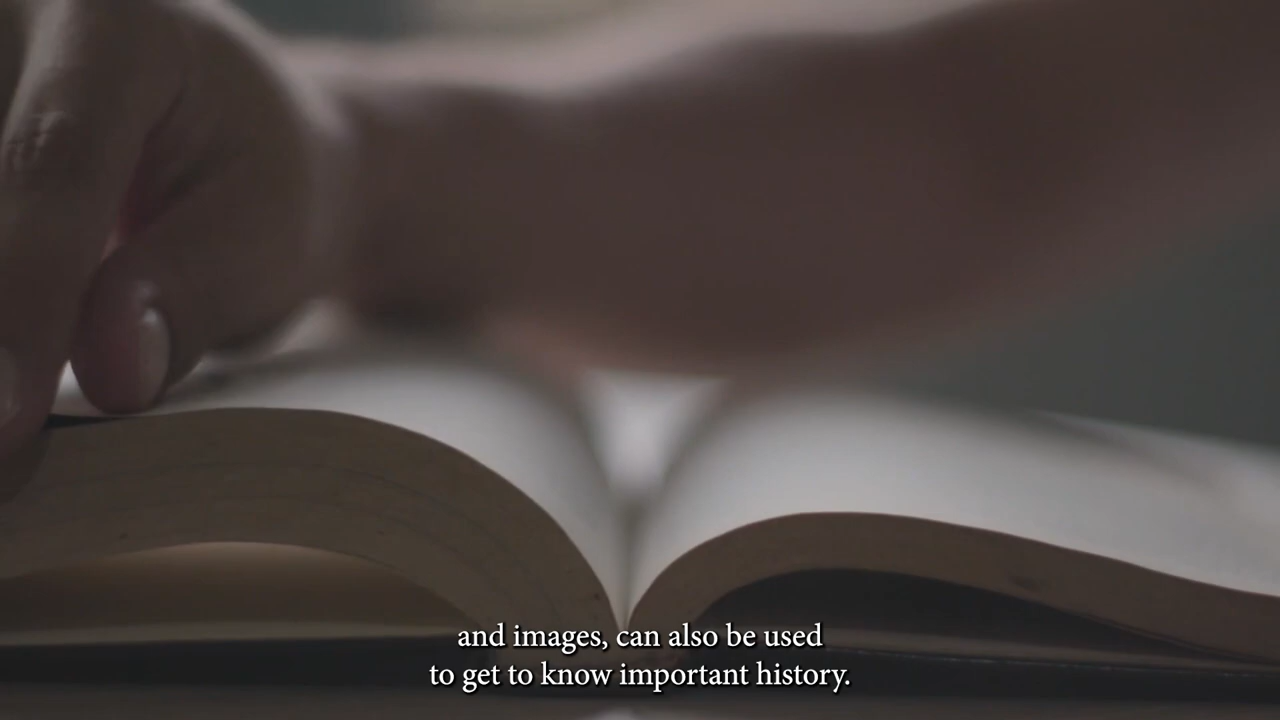 and images, can also be used
to get to know important history.